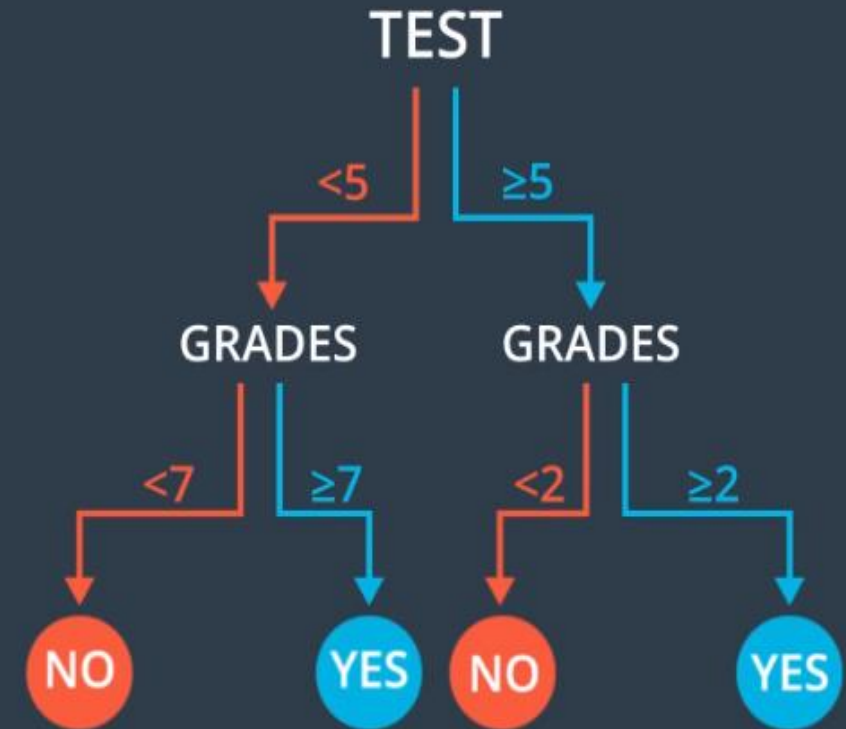 TEST
<5 ≥5
GRADES GRADES
<7 ≥7 <2 ≥2
NO YES NO YES